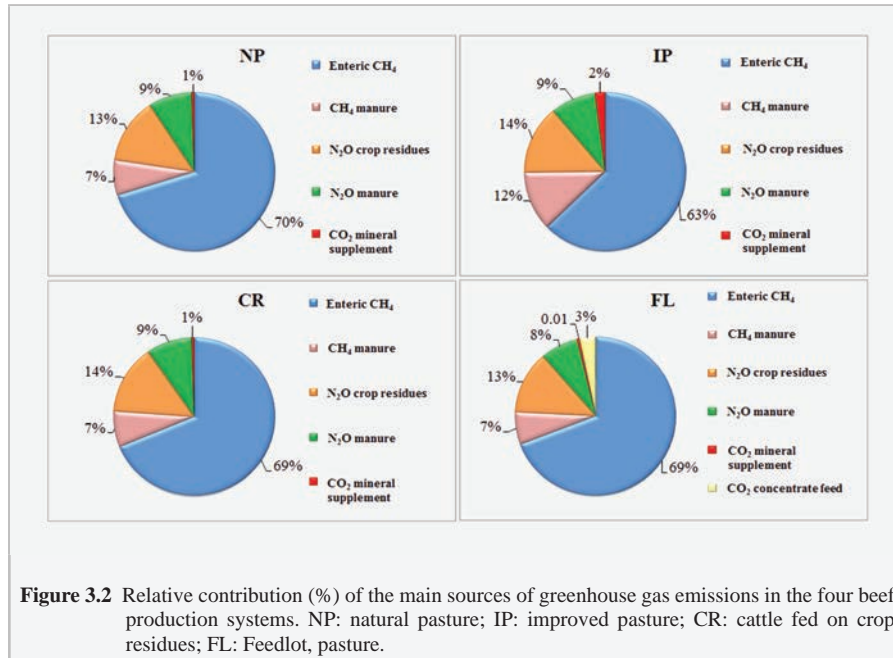 NP
1%
9%
13%
7%
70%
Enteric CH₄
CH₄ manure
N₂O crop residues
N₂O manure
CO₂ mineral
supplement
IP
2%
9%
14%
12%
63%
Enteric CH₄
CH₄ manure
N₂O crop residues
N₂O manure
CO₂ mineral
supplement
CR
1%
9%
14%
7%
69%
Enteric CH₄
CH₄ manure
N₂O crop residues
N₂O manure
CO₂ mineral
supplement
FL
0.01
3%
8%
13%
7%
69%
Enteric CH₄
CH₄ manure
N₂O crop residues
N₂O manure
CO₂ mineral
supplement
CO₂ concentrate feed
Figure 3.2 Relative contribution (%) of the main sources of greenhouse gas emissions in the four beef
production systems. NP: natural pasture; IP: improved pasture; CR: cattle fed on crop
residues; FL: Feedlot, pasture.